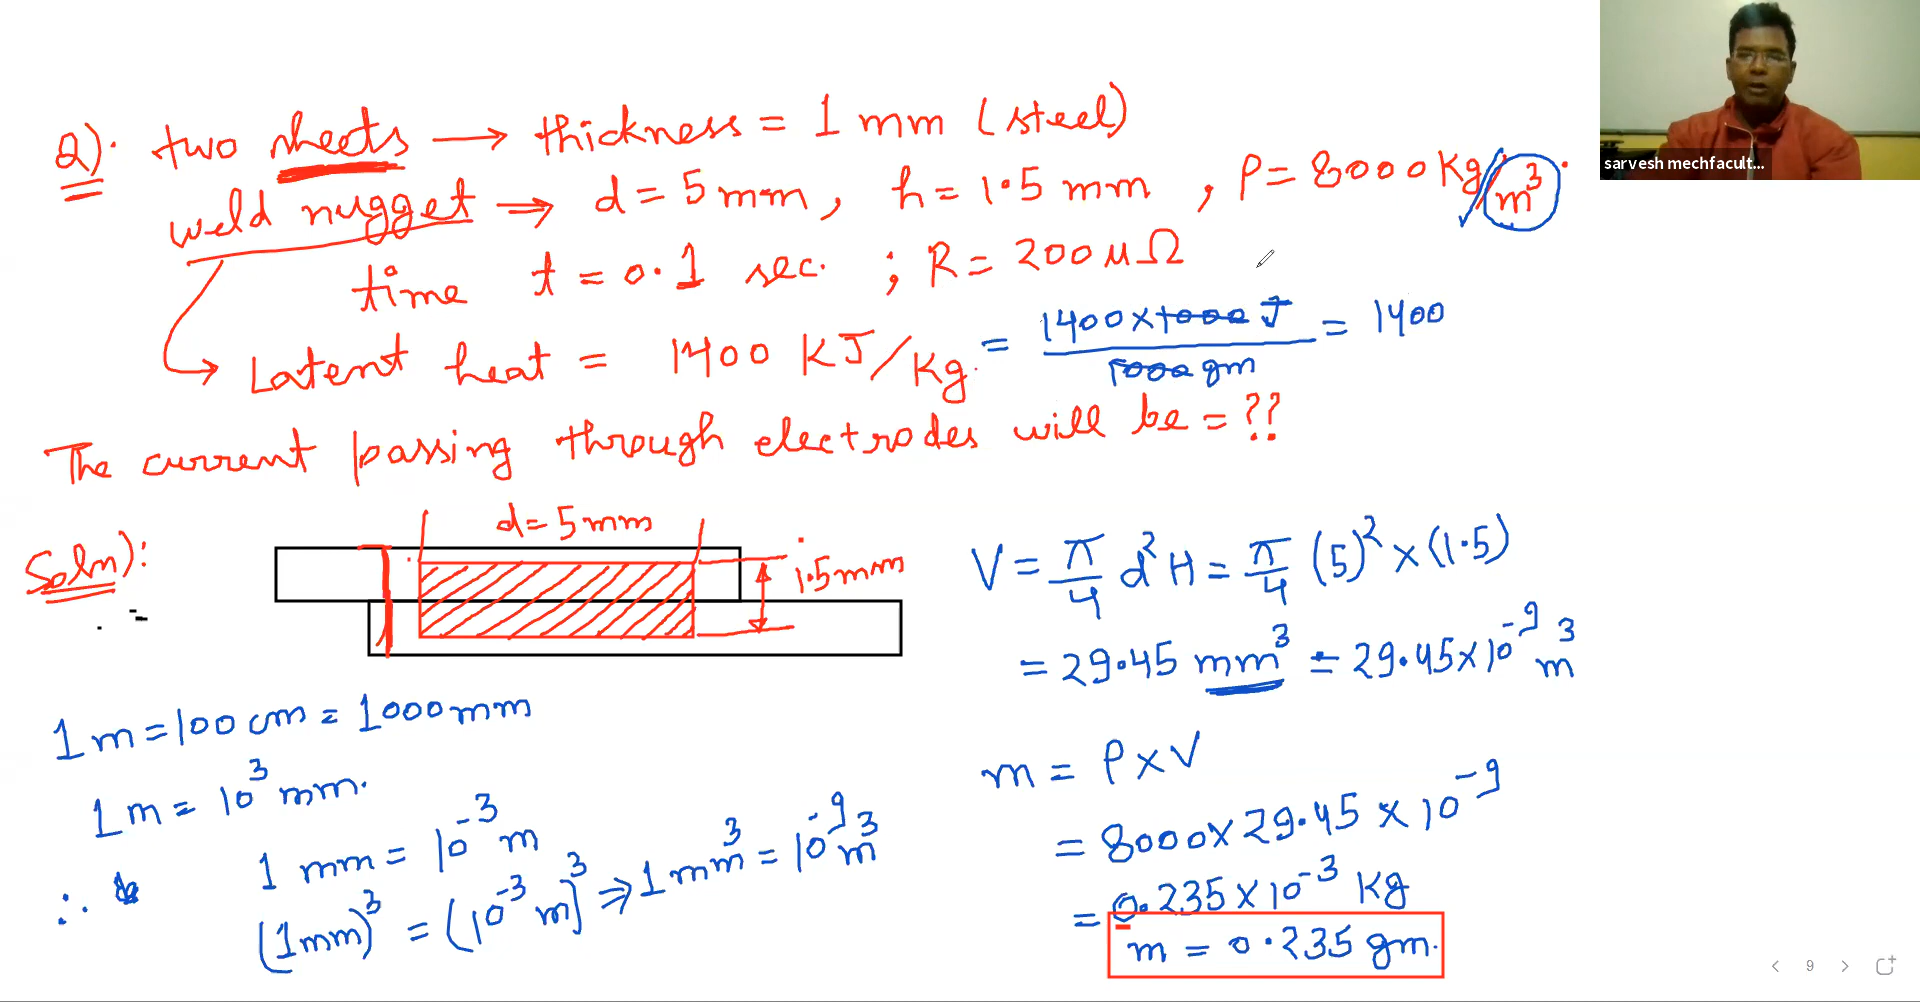 Q). two sheets → thickness = 1 mm (steel)
weld nugget → d = 5 mm, h = 1.5 mm , ρ = 8000 Kg/m³.
time t = 0.1 sec. ; R = 200 μΩ
↳ Latent heat = 1400 KJ/Kg. = 1400 × 1000 J / 1000 gm = 1400
The current passing through electrodes will be = ??
sarvesh mechfacult...
Soln):
d = 5 mm
1.5 mm
V = π/4 d² H = π/4 (5)² × (1.5)
= 29.45 mm³ = 29.45 × 10⁻⁹ m³
1 m = 100 cm = 1000 mm
1 m = 10³ mm.
∴
1 mm = 10⁻³ m
(1mm)³ = (10⁻³ m)³ ⇒ 1 mm³ = 10⁻⁹ m³
m = ρ × V
= 8000 × 29.45 × 10⁻⁹
= 0.235 × 10⁻³ Kg
m = 0.235 gm.
9